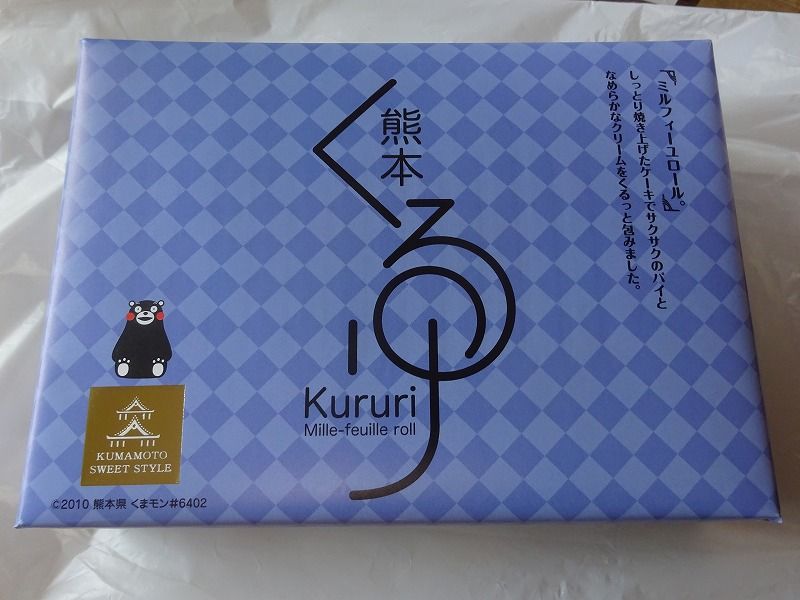 『ミルフィーユロール。』
しっとり焼き上げたケーキでサクサクのパイと
なめらかなクリームをくるっと包みました。
熊本
くるり
Kururi
Mille-feuille roll
KUMAMOTO
SWEET STYLE
©2010 熊本県 くまモン#6402